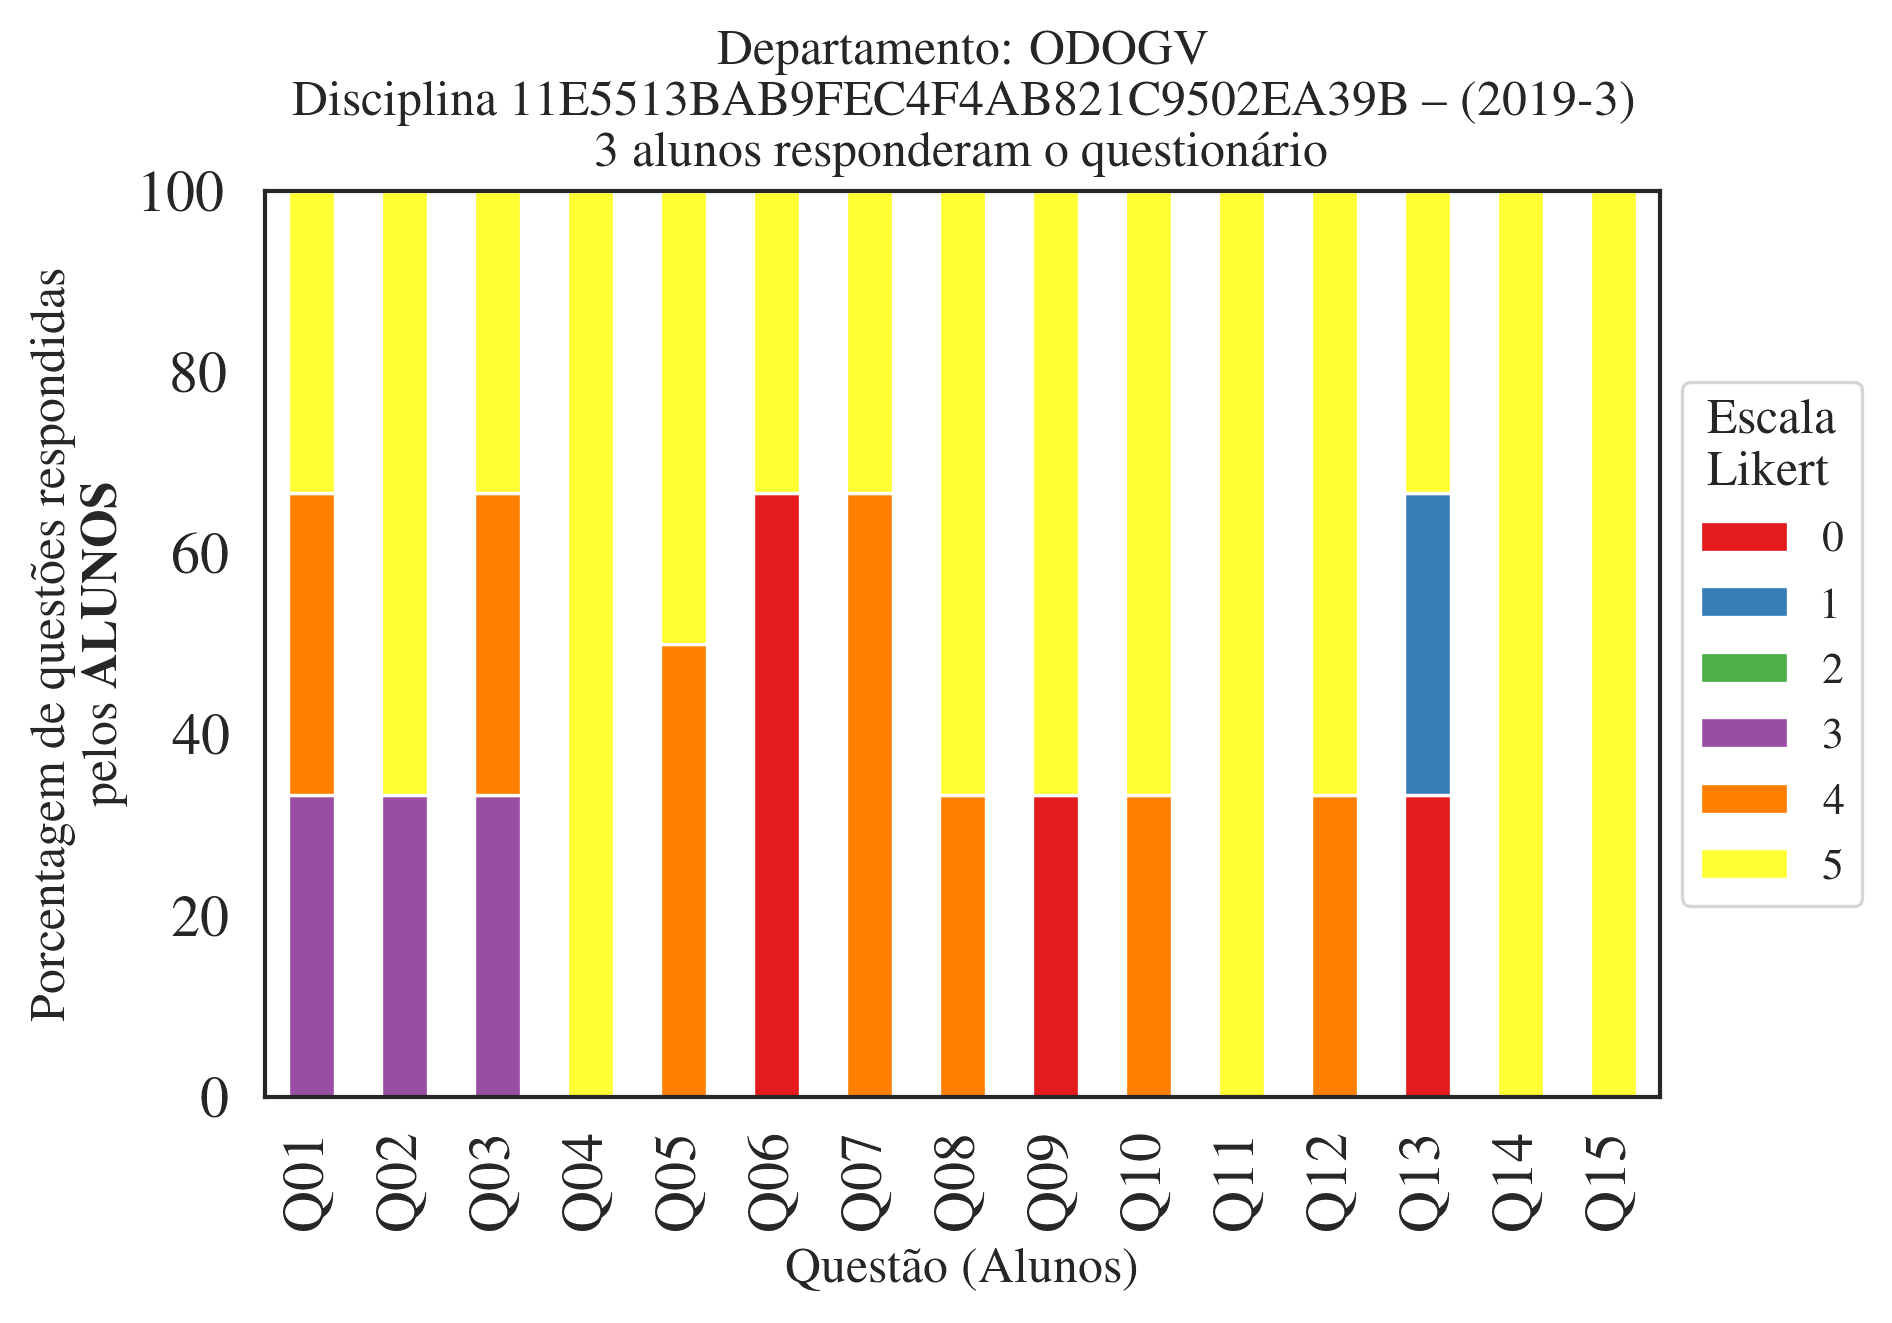 Departamento: ODOGV
Disciplina 11E5513BAB9FEC4F4AB821C9502EA39B – (2019-3)
3 alunos responderam o questionário
Porcentagem de questões respondidas
pelos ALUNOS
100
80
60
40
20
0
Q01
Q02
Q03
Q04
Q05
Q06
Q07
Q08
Q09
Q10
Q11
Q12
Q13
Q14
Q15
Questão (Alunos)
Escala
Likert
0
1
2
3
4
5